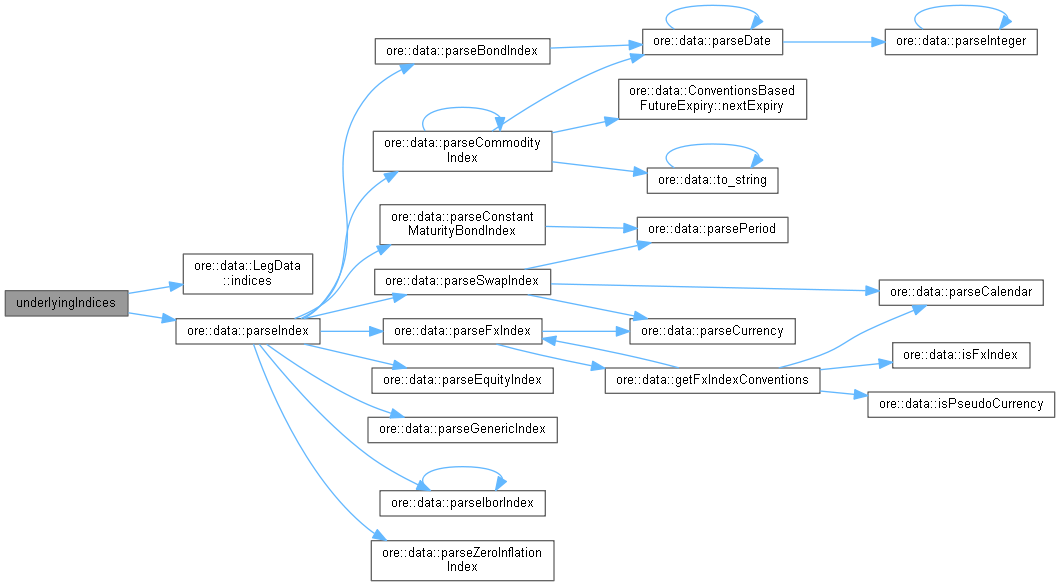 underlyingIndices
ore::data::LegData
::indices
ore::data::parseIndex
ore::data::parseBondIndex
ore::data::parseCommodity
Index
ore::data::parseConstant
MaturityBondIndex
ore::data::parseSwapIndex
ore::data::parseFxIndex
ore::data::parseEquityIndex
ore::data::parseGenericIndex
ore::data::parseIborIndex
ore::data::parseZeroInflation
Index
ore::data::parseDate
ore::data::ConventionsBased
FutureExpiry::nextExpiry
ore::data::to_string
ore::data::parsePeriod
ore::data::parseCurrency
ore::data::getFxIndexConventions
ore::data::parseInteger
ore::data::parseCalendar
ore::data::isFxIndex
ore::data::isPseudoCurrency